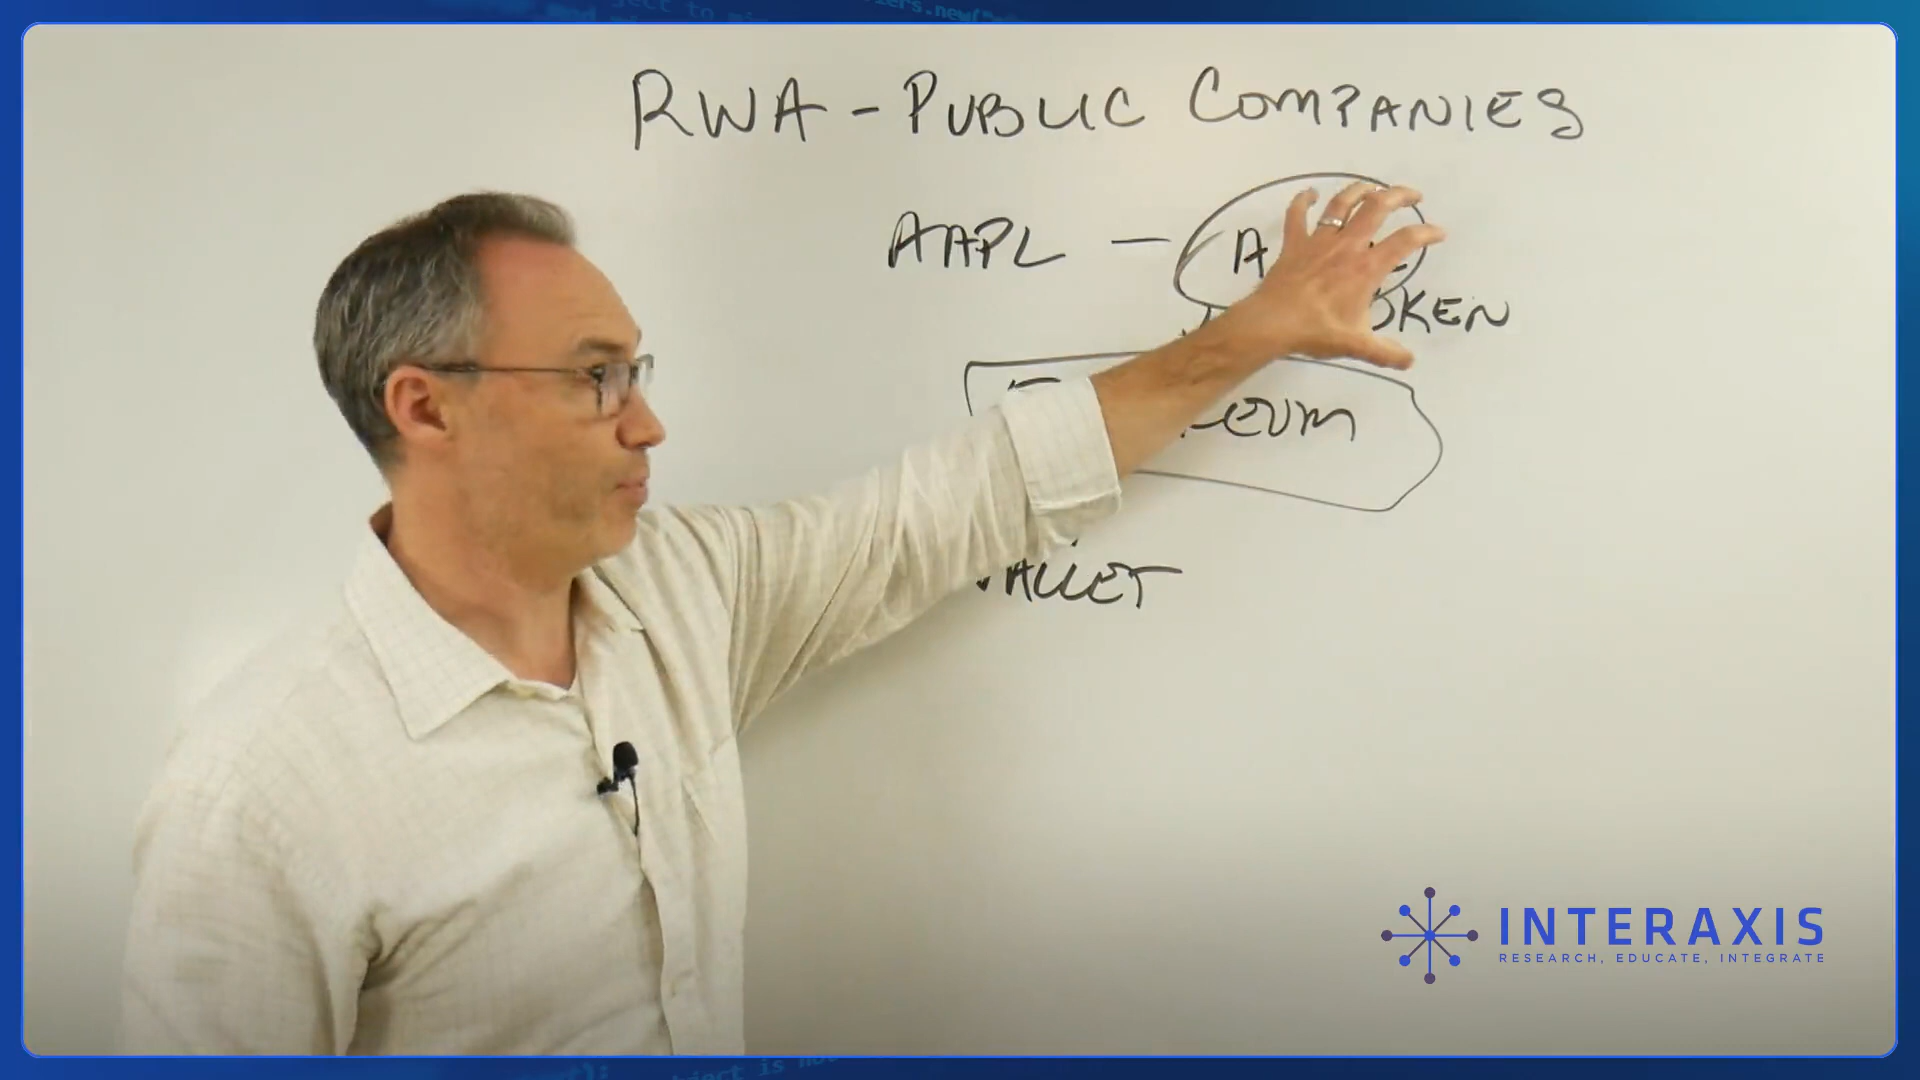 RWA - PUBLIC COMPANIES
AAPL — A
KEN
EUM
ALLET
INTERAXIS
RESEARCH, EDUCATE, INTEGRATE